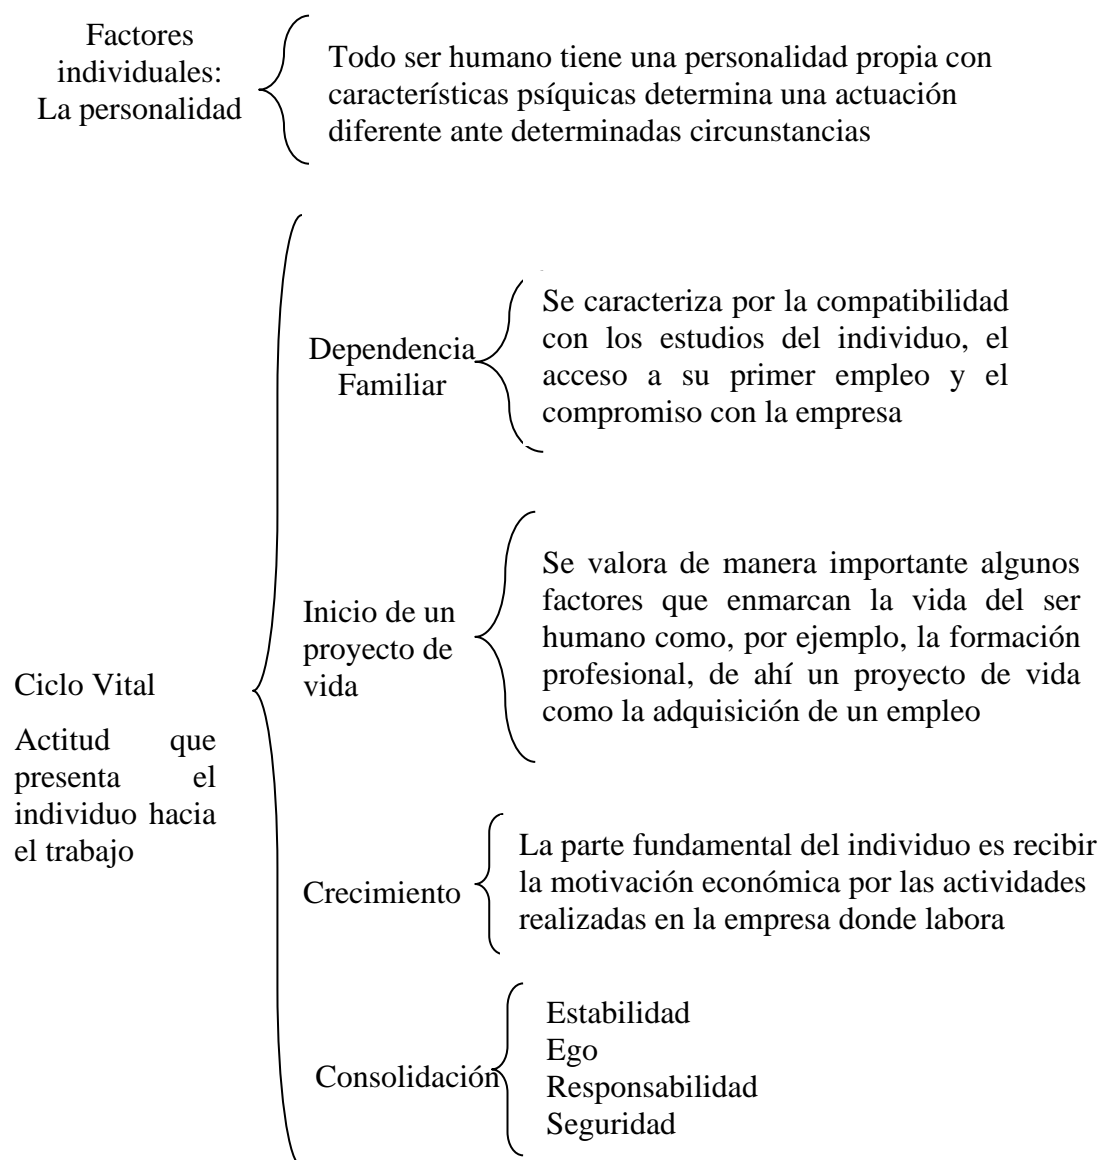 Factores
individuales:
La personalidad
Todo ser humano tiene una personalidad propia con
características psíquicas determina una actuación
diferente ante determinadas circunstancias
Ciclo Vital
Actitud que
presenta el
individuo hacia
el trabajo
Dependencia
Familiar
Se caracteriza por la compatibilidad
con los estudios del individuo, el
acceso a su primer empleo y el
compromiso con la empresa
Inicio de un
proyecto de
vida
Se valora de manera importante algunos
factores que enmarcan la vida del ser
humano como, por ejemplo, la formación
profesional, de ahí un proyecto de vida
como la adquisición de un empleo
Crecimiento
La parte fundamental del individuo es recibir
la motivación económica por las actividades
realizadas en la empresa donde labora
Consolidación
Estabilidad
Ego
Responsabilidad
Seguridad